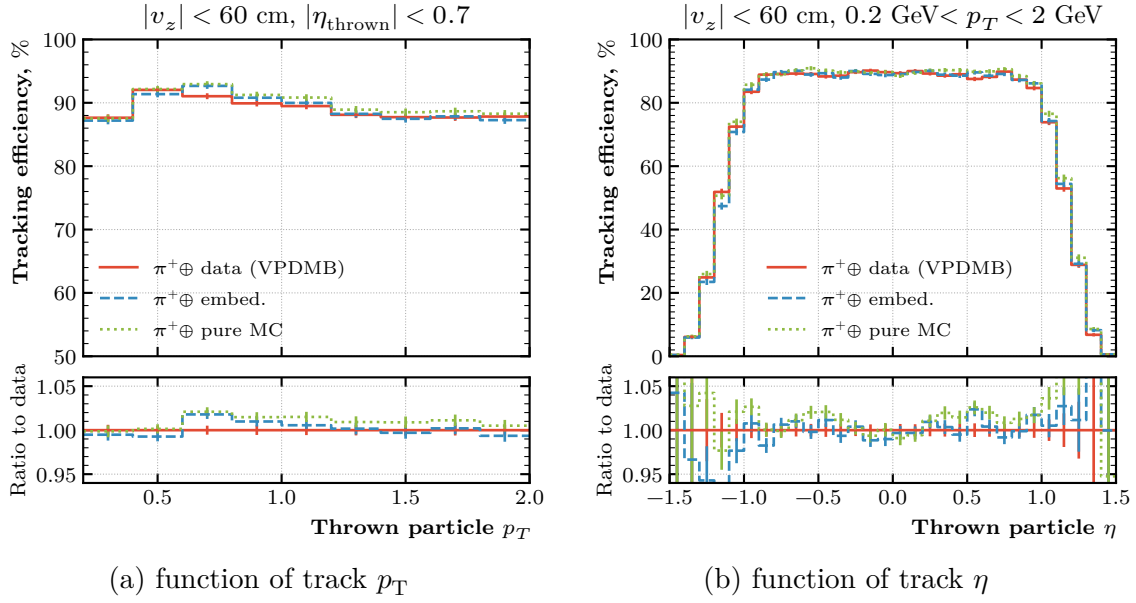 |v_z| < 60 cm, |η_thrown| < 0.7
100
90
80
70
60
50
Tracking efficiency, %
π⁺⊕ data (VPDMB)
π⁺⊕ embed.
π⁺⊕ pure MC
1.05
1.00
0.95
Ratio to data
0.5 1.0 1.5 2.0
Thrown particle p_T
(a) function of track p_T
|v_z| < 60 cm, 0.2 GeV< p_T < 2 GeV
100
80
60
40
20
0
Tracking efficiency, %
π⁺⊕ data (VPDMB)
π⁺⊕ embed.
π⁺⊕ pure MC
1.05
1.00
0.95
Ratio to data
−1.5 −1.0 −0.5 0.0 0.5 1.0 1.5
Thrown particle η
(b) function of track η